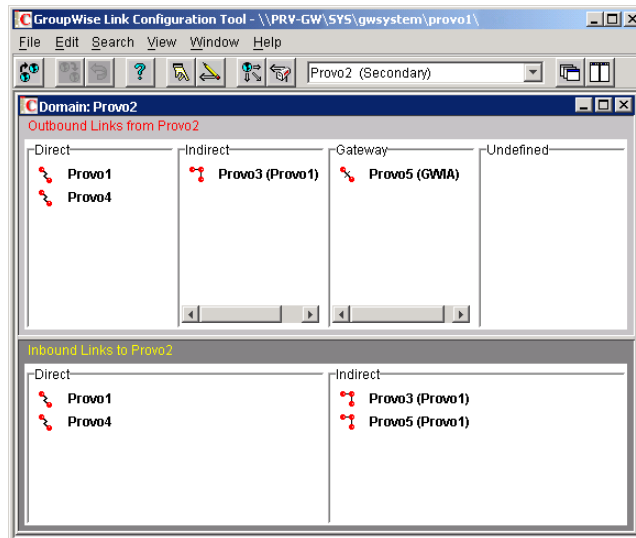 GroupWise Link Configuration Tool - \\PRV-GW\SYS\gwsystem\provo1\
File Edit Search View Window Help
Provo2 (Secondary)
Domain: Provo2
Outbound Links from Provo2
Direct Indirect Gateway Undefined
Provo1 Provo3 (Provo1) Provo5 (GWIA)
Provo4
Inbound Links to Provo2
Direct Indirect
Provo1 Provo3 (Provo1)
Provo4 Provo5 (Provo1)